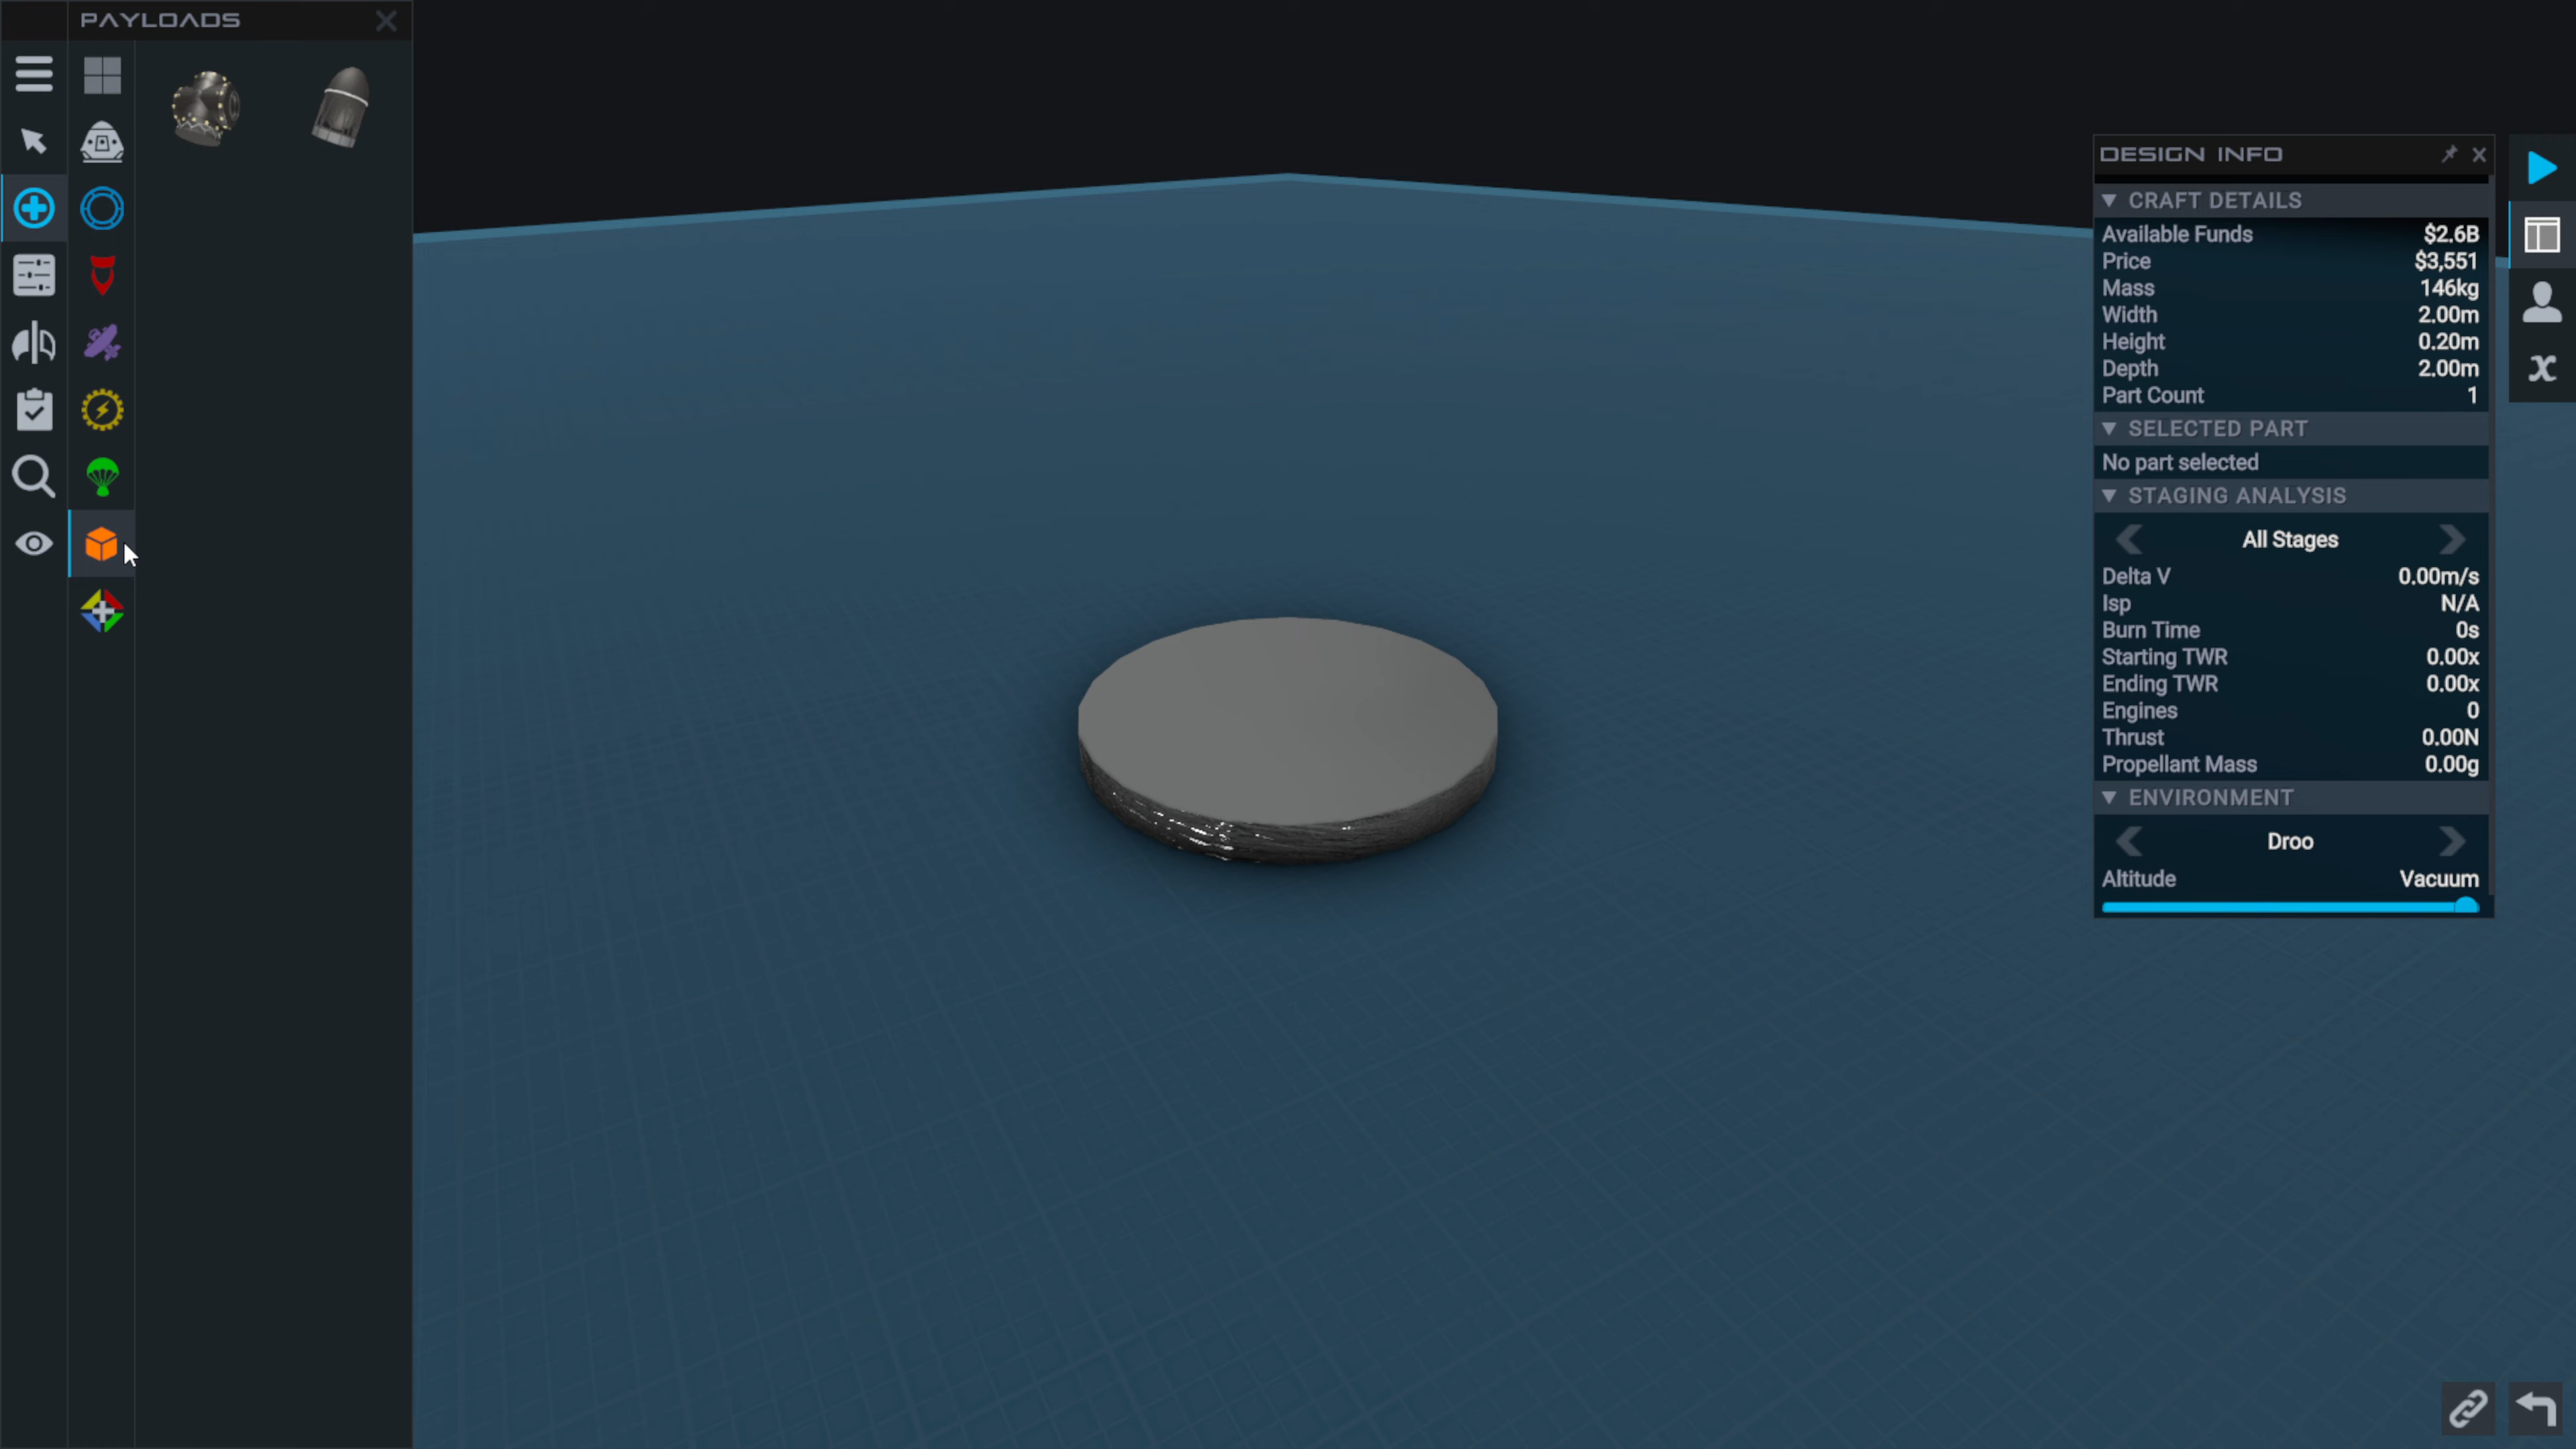 PAYLOADS
DESIGN INFO
CRAFT DETAILS
Available Funds $2.6B
Price $3,551
Mass 146kg
Width 2.00m
Height 0.20m
Depth 2.00m
Part Count 1
SELECTED PART
No part selected
STAGING ANALYSIS
All Stages
Delta V 0.00m/s
Isp N/A
Burn Time 0s
Starting TWR 0.00x
Ending TWR 0.00x
Engines 0
Thrust 0.00N
Propellant Mass 0.00g
ENVIRONMENT
Droo
Altitude Vacuum